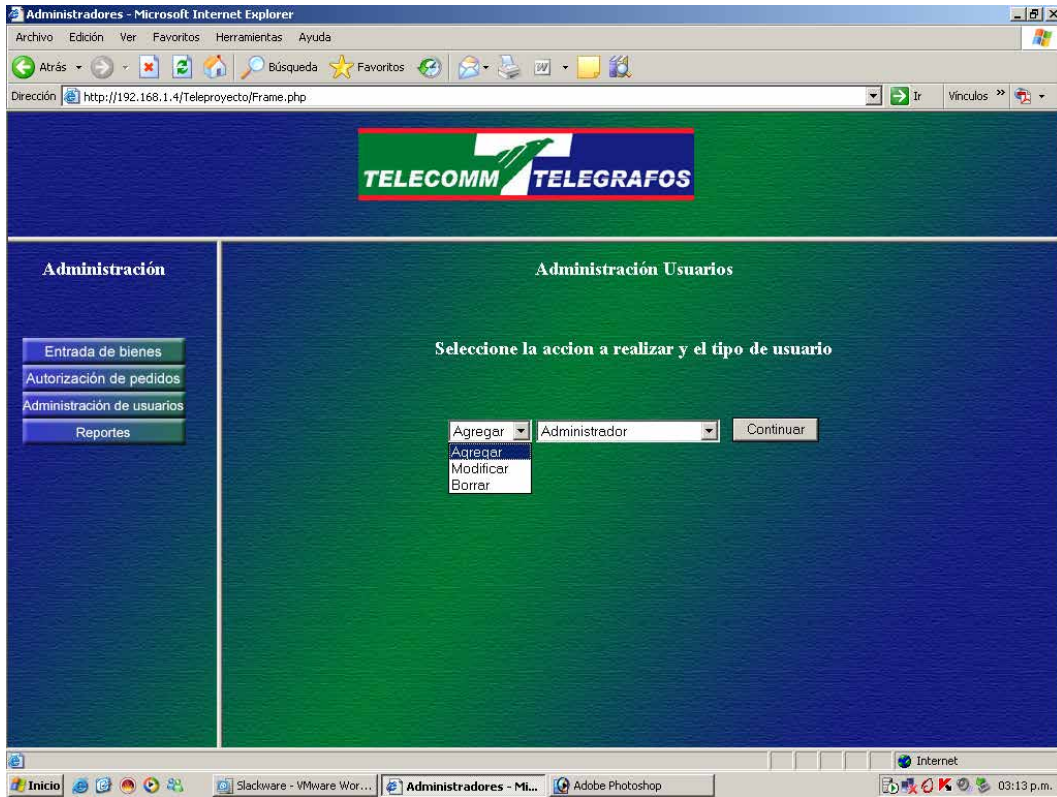 Administradores - Microsoft Internet Explorer
Archivo Edición Ver Favoritos Herramientas Ayuda
Atrás Búsqueda Favoritos
Dirección http://192.168.1.4/Teleproyecto/Frame.php Ir Vínculos »
TELECOMM TELEGRAFOS
Administración
Entrada de bienes
Autorización de pedidos
Administración de usuarios
Reportes
Administración Usuarios
Seleccione la accion a realizar y el tipo de usuario
Agregar Administrador Continuar
Agregar
Modificar
Borrar
Internet
Inicio Slackware - VMware Wor... Administradores - Mi... Adobe Photoshop 03:13 p.m.